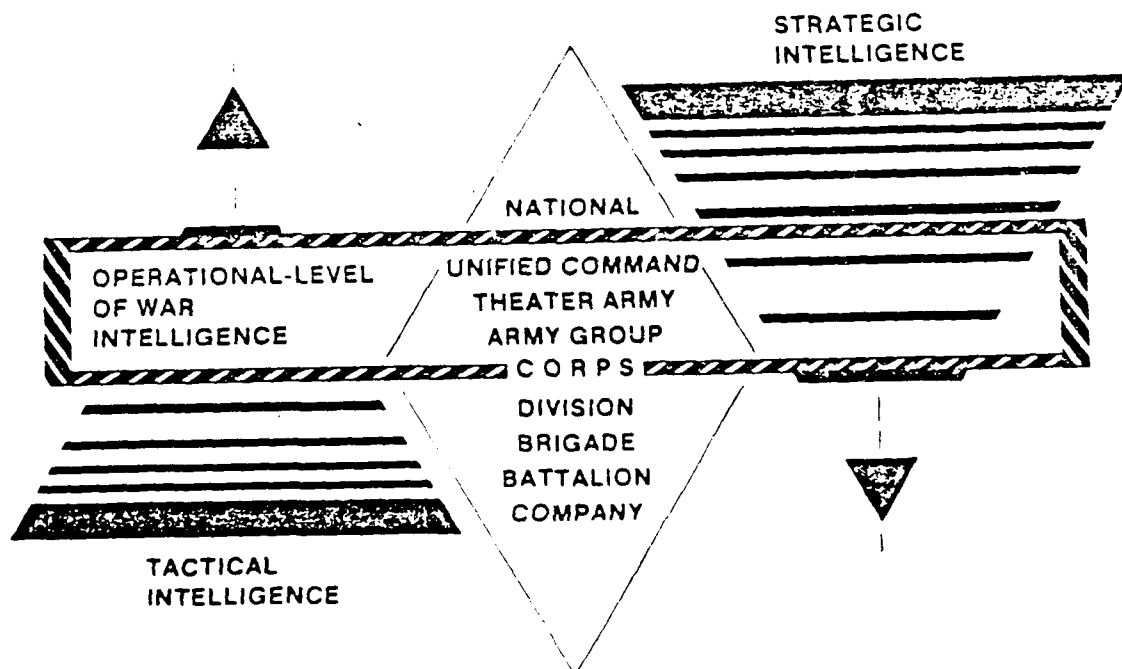 STRATEGIC
INTELLIGENCE
NATIONAL
OPERATIONAL-LEVEL
OF WAR
INTELLIGENCE
UNIFIED COMMAND
THEATER ARMY
ARMY GROUP
CORPS
DIVISION
BRIGADE
BATTALION
COMPANY
TACTICAL
INTELLIGENCE